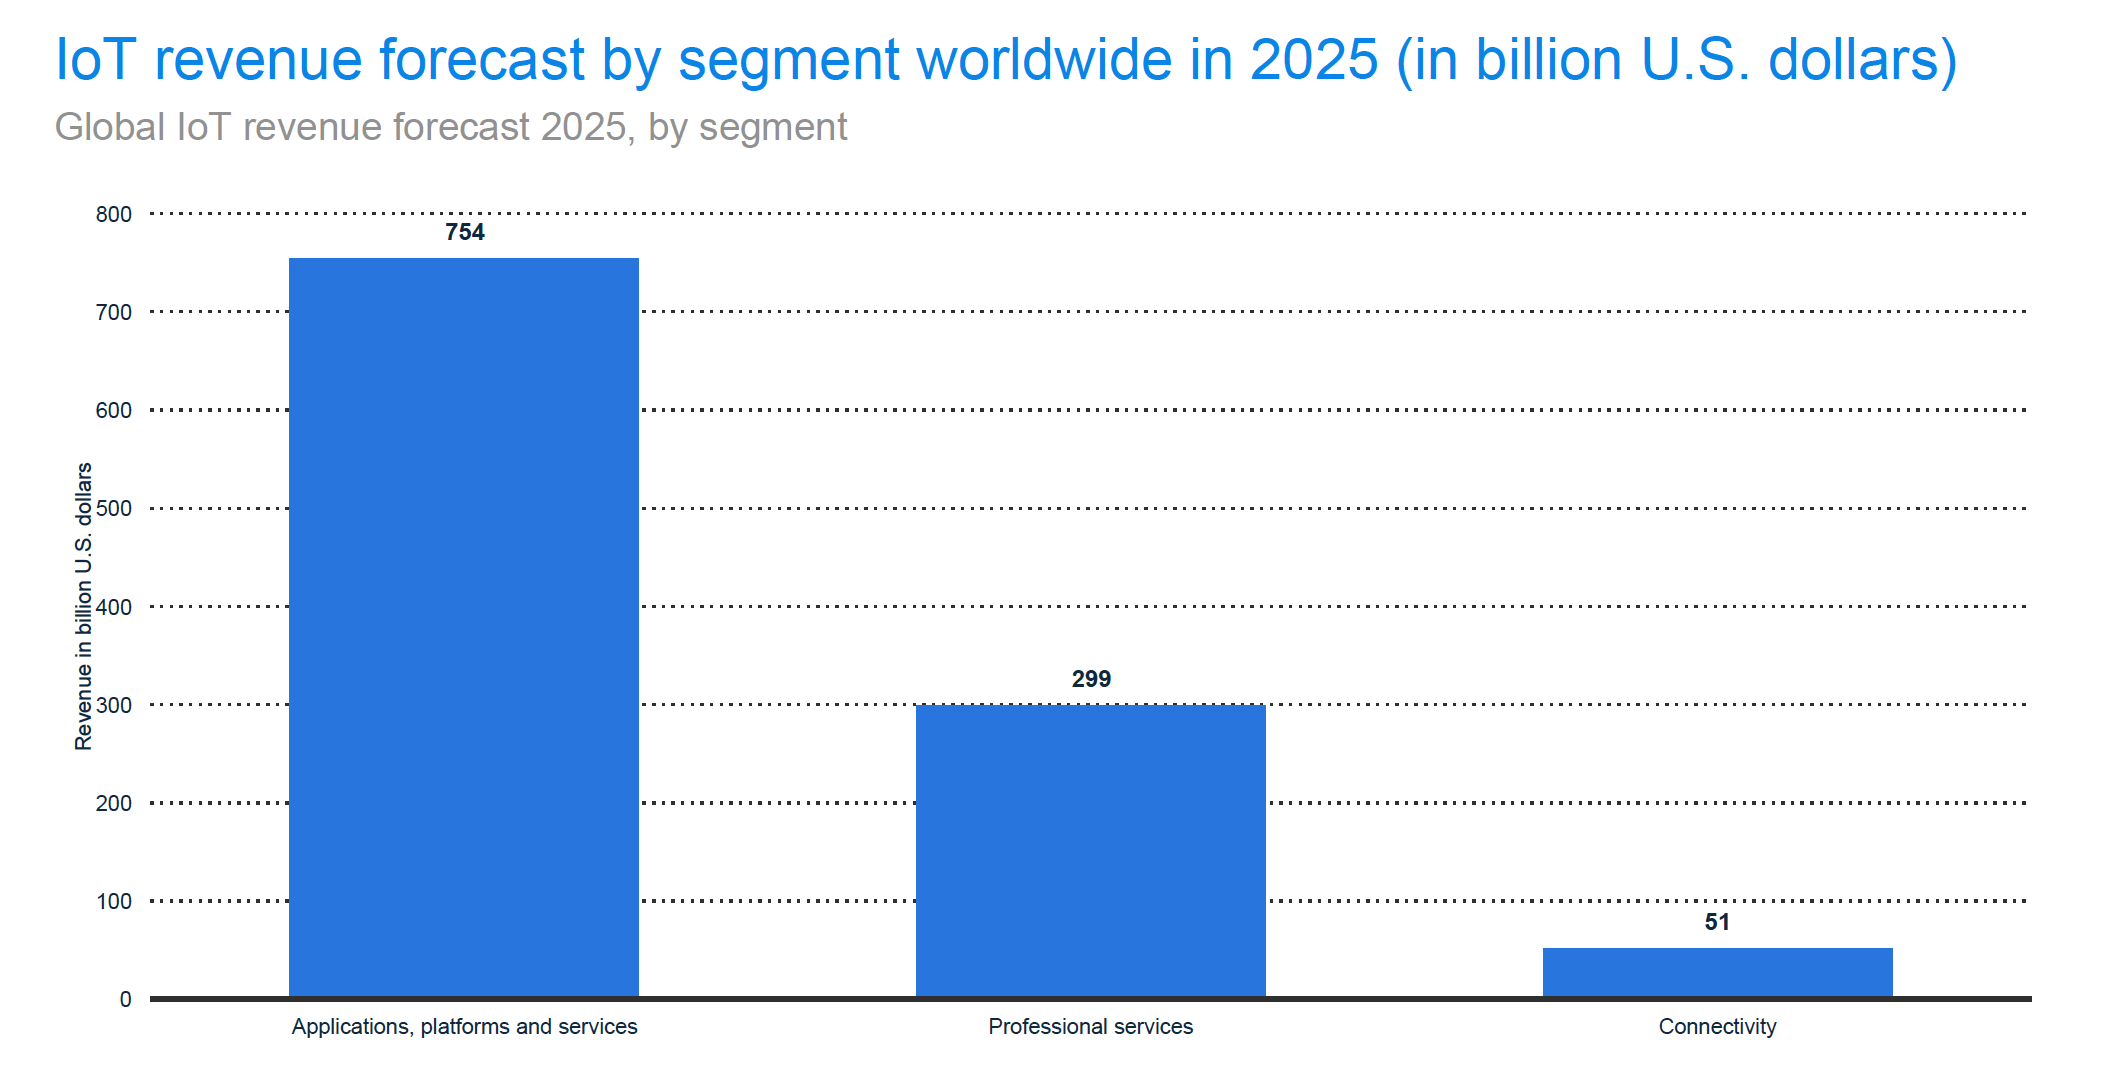 IoT revenue forecast by segment worldwide in 2025 (in billion U.S. dollars)
Global IoT revenue forecast 2025, by segment
Revenue in billion U.S. dollars
800
700
600
500
400
300
200
100
0
754
299
51
Applications, platforms and services
Professional services
Connectivity